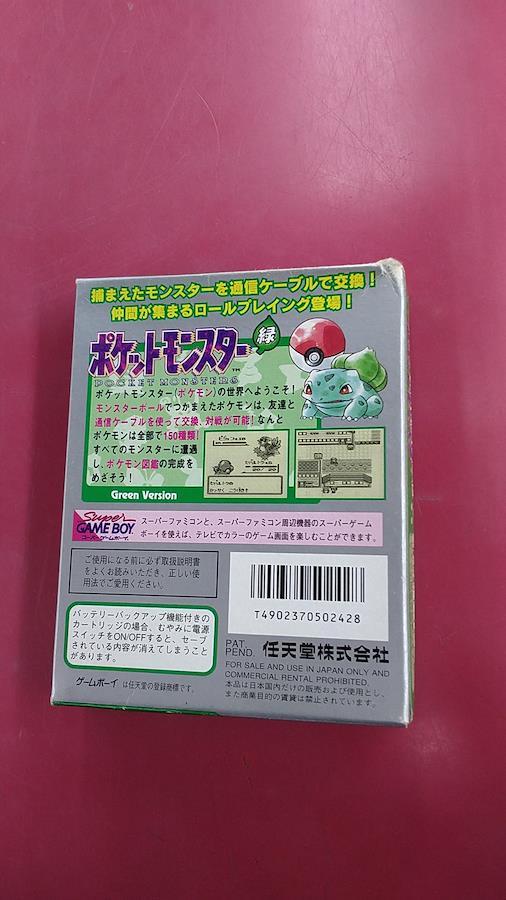 捕まえたモンスターを通信ケーブルで交換！
仲間が集まるロールプレイング登場！
ポケットモンスター 緑
POCKET MONSTERS TM
ポケットモンスター(ポケモン)の世界へようこそ！
モンスターボールでつかまえたポケモンは、友達と
通信ケーブルを使って交換、対戦が可能！なんと
ポケモンは全部で150種類！
すべてのモンスターに遭遇
し、ポケモン図鑑の完成を
めざそう！
Green Version
Super
GAME BOY
スーパーゲームボーイ
スーパーファミコンと、スーパーファミコン周辺機器のスーパーゲーム
ボーイを使えば、テレビでカラーのゲーム画面を楽しむことができます。
ご使用になる前に必ず取扱説明書
をよくお読みいただき、正しい使
用法でご愛用ください。
T4902370502428
バッテリーバックアップ機能付きの
カートリッジの場合、むやみに電源
スイッチをON/OFFすると、セーブ
されている内容が消えてしまうこと
があります。
PAT.
PEND. 任天堂株式会社
FOR SALE AND USE IN JAPAN ONLY AND
COMMERCIAL RENTAL PROHIBITED.
本品は日本国内だけの販売および使用とし、
また商業目的の賃貸は禁止されています。
ゲームボーイ は任天堂の登録商標です。